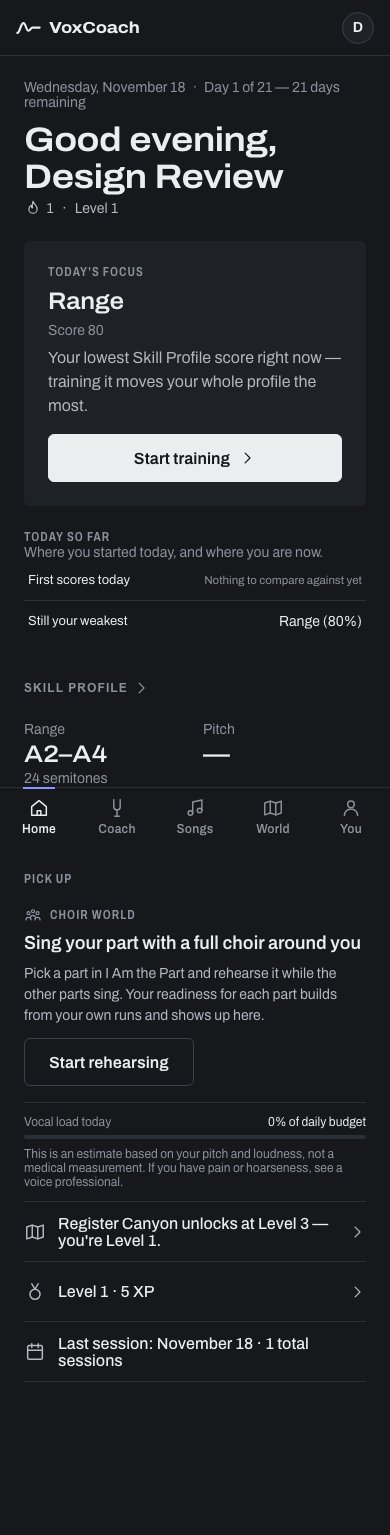 VoxCoach
D
Wednesday, November 18 · Day 1 of 21 — 21 days
remaining
Good evening,
Design Review
1 · Level 1
TODAY'S FOCUS
Range
Score 80
Your lowest Skill Profile score right now —
training it moves your whole profile the
most.
Start training
TODAY SO FAR
Where you started today, and where you are now.
First scores today
Nothing to compare against yet
Still your weakest
Range (80%)
SKILL PROFILE
Range
Pitch
A2–A4
—
24 semitones
Home
Coach
Songs
World
You
PICK UP
CHOIR WORLD
Sing your part with a full choir around you
Pick a part in I Am the Part and rehearse it while the
other parts sing. Your readiness for each part builds
from your own runs and shows up here.
Start rehearsing
Vocal load today
0% of daily budget
This is an estimate based on your pitch and loudness, not a
medical measurement. If you have pain or hoarseness, see a
voice professional.
Register Canyon unlocks at Level 3 —
you're Level 1.
Level 1 · 5 XP
Last session: November 18 · 1 total
sessions